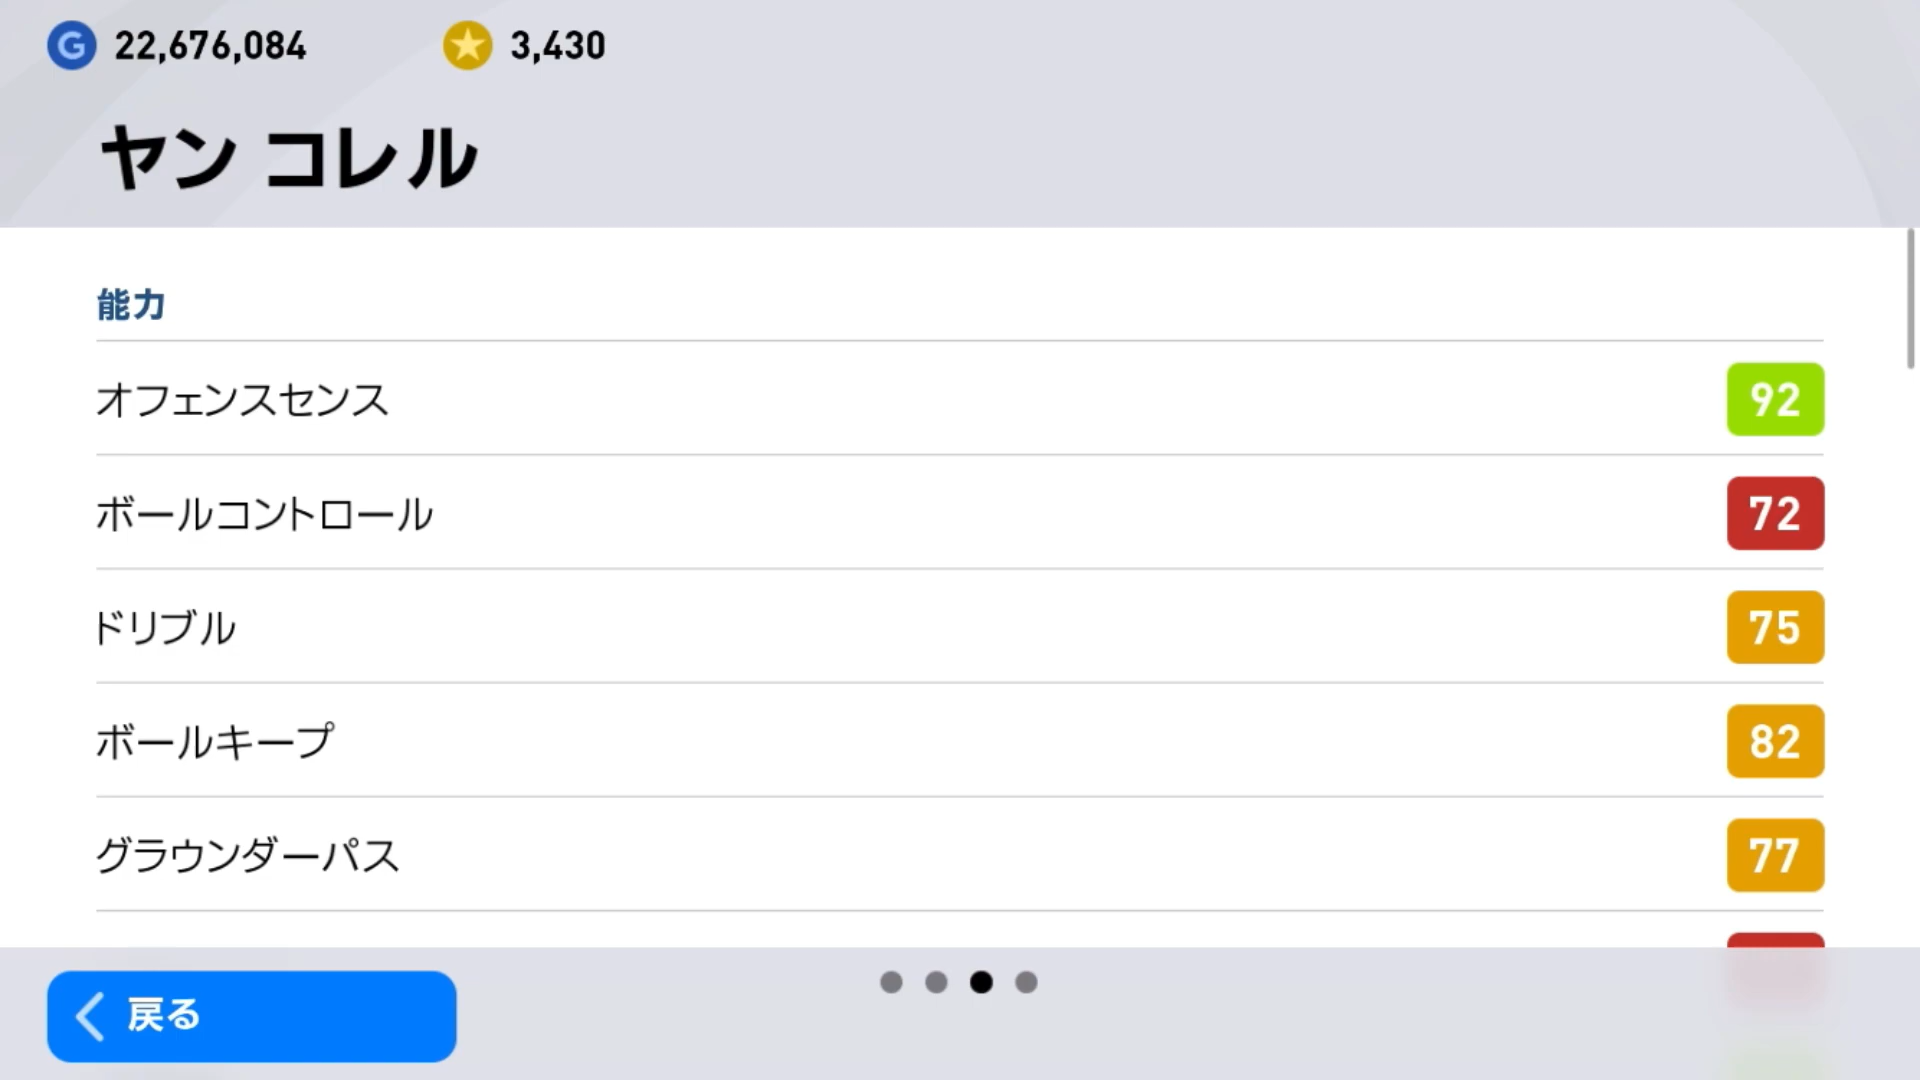 G 22,676,084 3,430
ヤン コレル
能力
オフェンスセンス 92
ボールコントロール 72
ドリブル 75
ボールキープ 82
グラウンダーパス 77
戻る